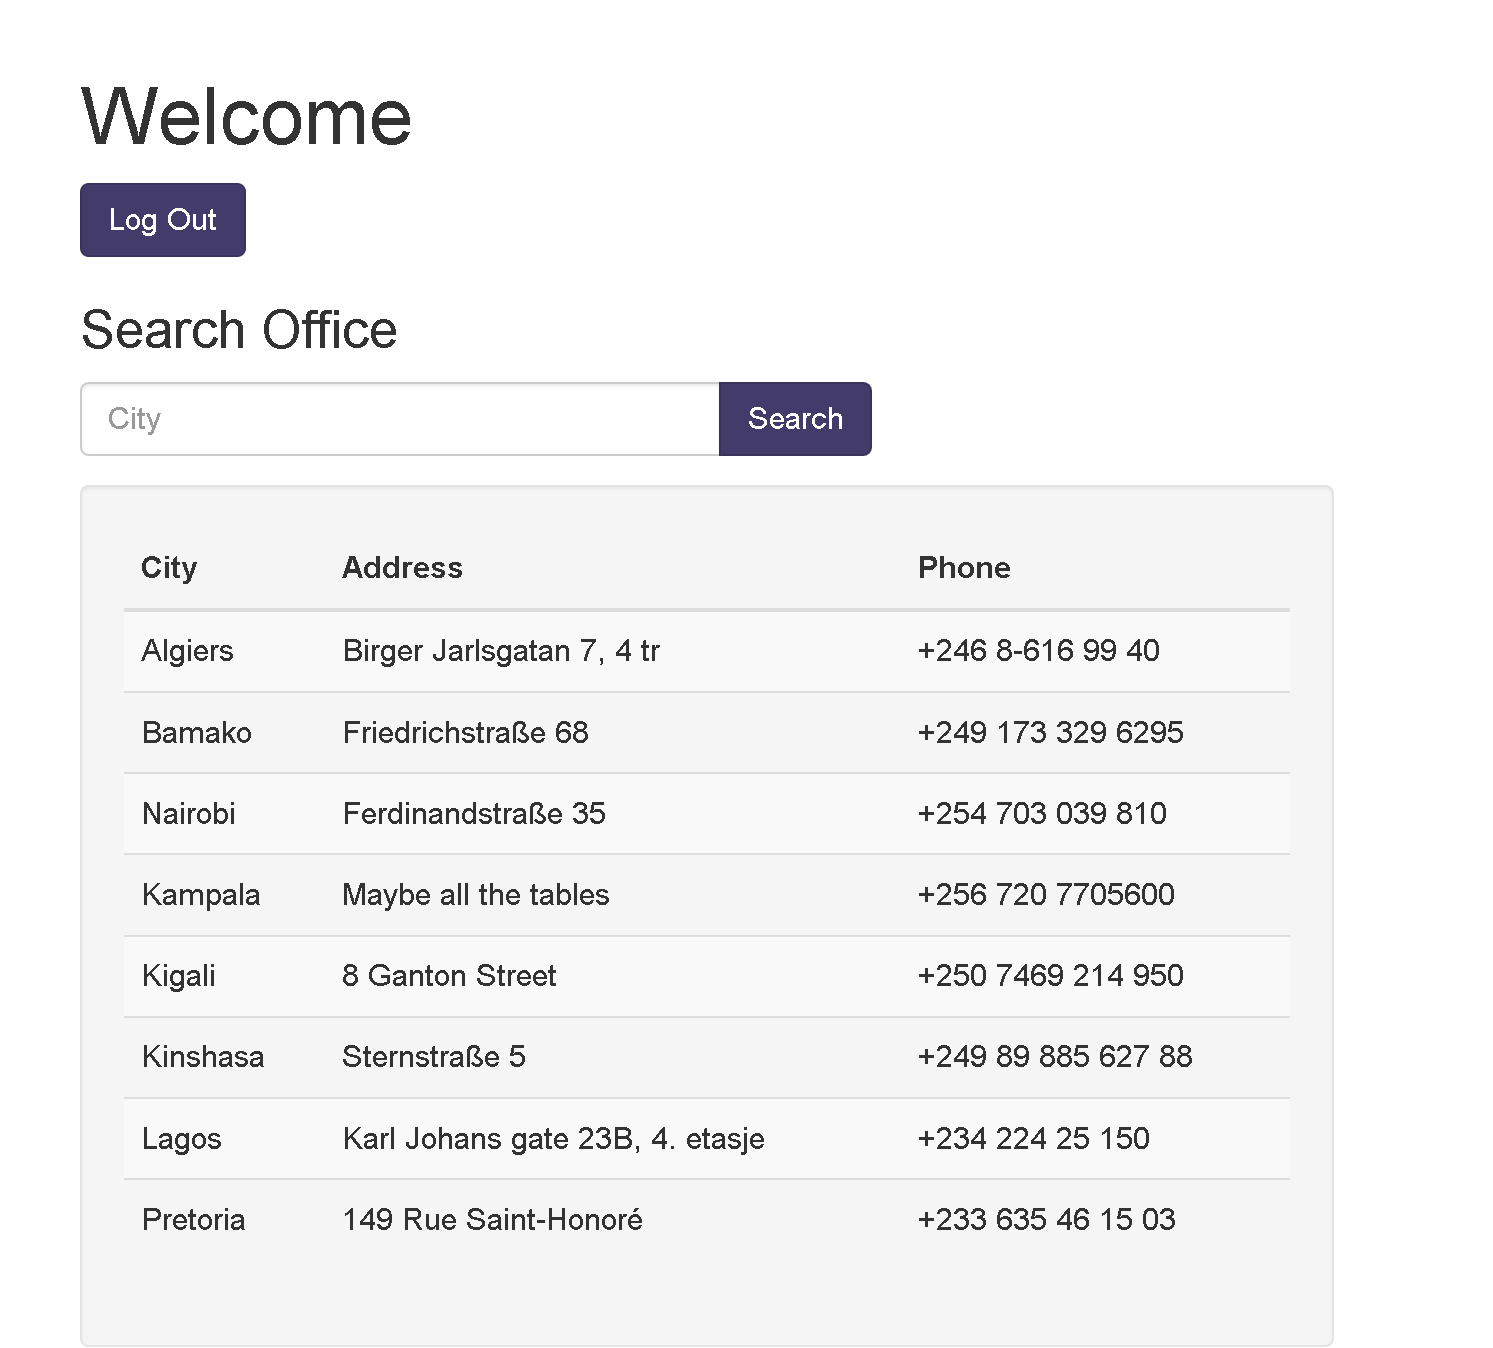 Welcome
Log Out
Search Office
City Search
City Address Phone
Algiers Birger Jarlsgatan 7, 4 tr +246 8-616 99 40
Bamako Friedrichstraße 68 +249 173 329 6295
Nairobi Ferdinandstraße 35 +254 703 039 810
Kampala Maybe all the tables +256 720 7705600
Kigali 8 Ganton Street +250 7469 214 950
Kinshasa Sternstraße 5 +249 89 885 627 88
Lagos Karl Johans gate 23B, 4. etasje +234 224 25 150
Pretoria 149 Rue Saint-Honoré +233 635 46 15 03